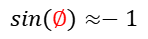 sin(∅) ≈ − 1